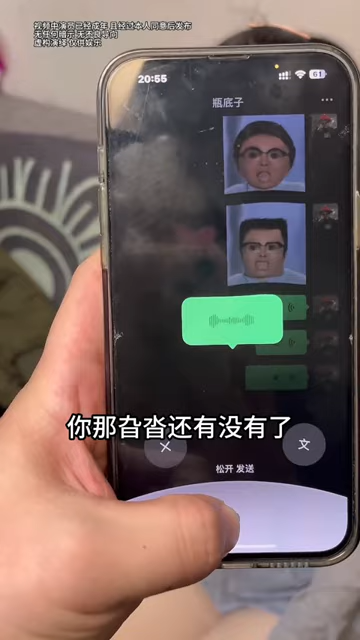 视频由演员已经成年 且经过本人同意后发布
无任何暗示 无不良导向
虚构演绎 仅供娱乐
20:55
61
瓶底子
你那旮沓还有没有了
文
松开 发送